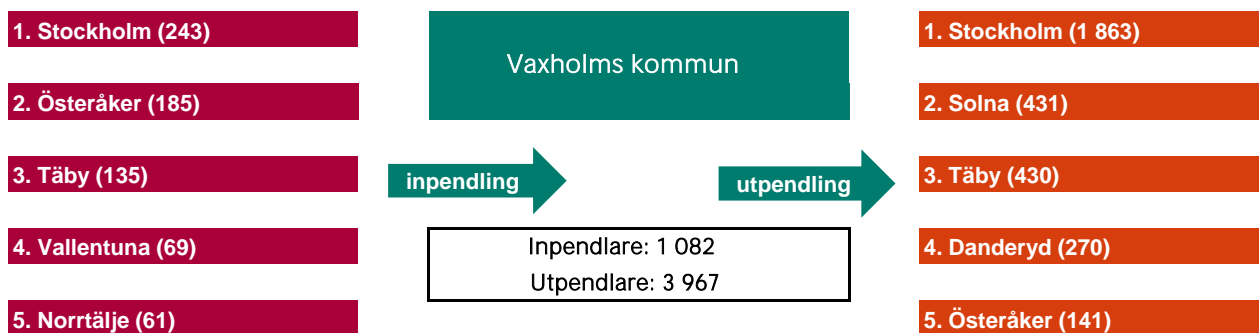 1. Stockholm (243)
2. Österåker (185)
3. Täby (135)
4. Vallentuna (69)
5. Norrtälje (61)
Vaxholms kommun
inpendling
utpendling
Inpendlare: 1 082
Utpendlare: 3 967
1. Stockholm (1 863)
2. Solna (431)
3. Täby (430)
4. Danderyd (270)
5. Österåker (141)